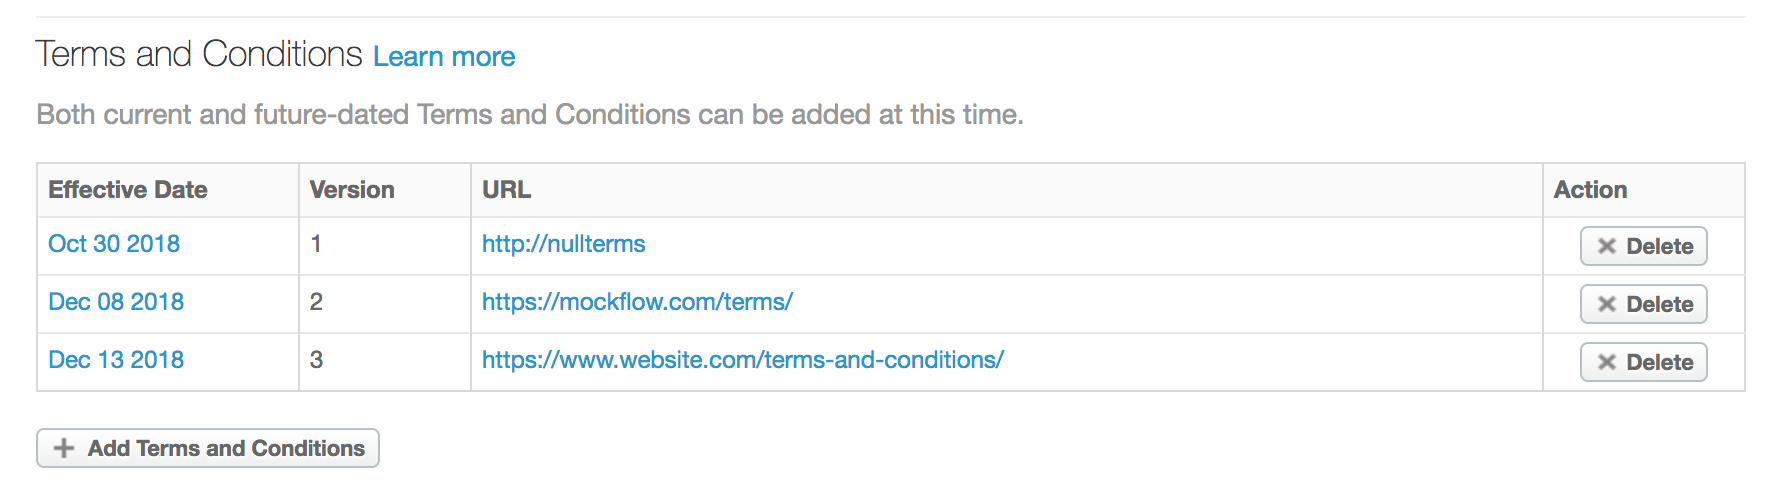 Terms and Conditions Learn more
Both current and future-dated Terms and Conditions can be added at this time.
Effective Date Version URL Action
Oct 30 2018 1 http://nullterms Delete
Dec 08 2018 2 https://mockflow.com/terms/ Delete
Dec 13 2018 3 https://www.website.com/terms-and-conditions/ Delete
Add Terms and Conditions